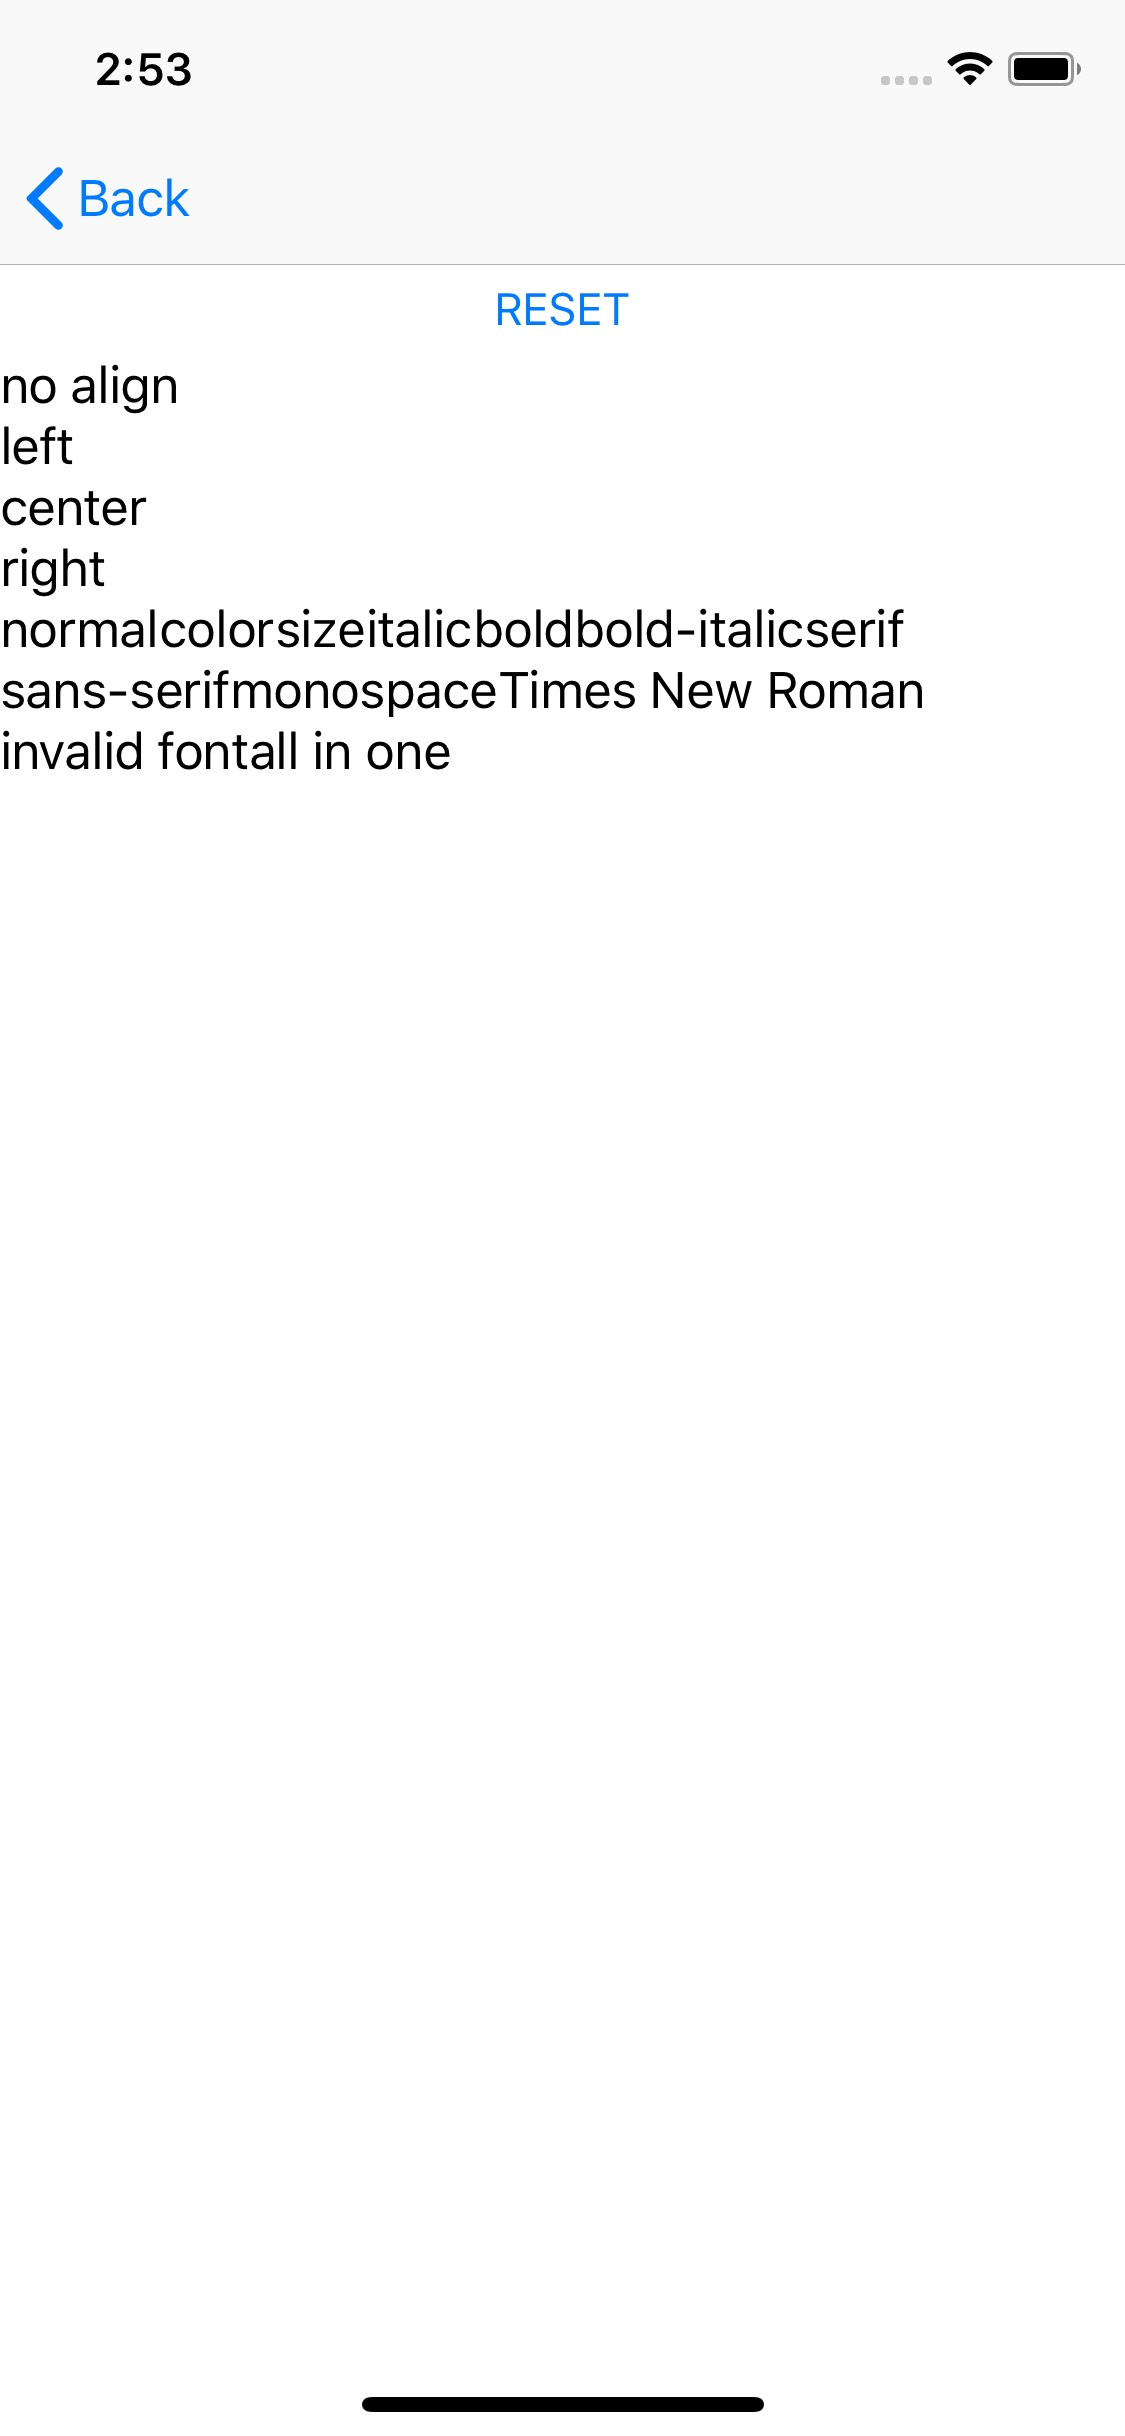 2:53
Back
RESET
no align
left
center
right
normalcolorsizeitalicboldbold-italicserif
sans-serifmonospaceTimes New Roman
invalid fontall in one